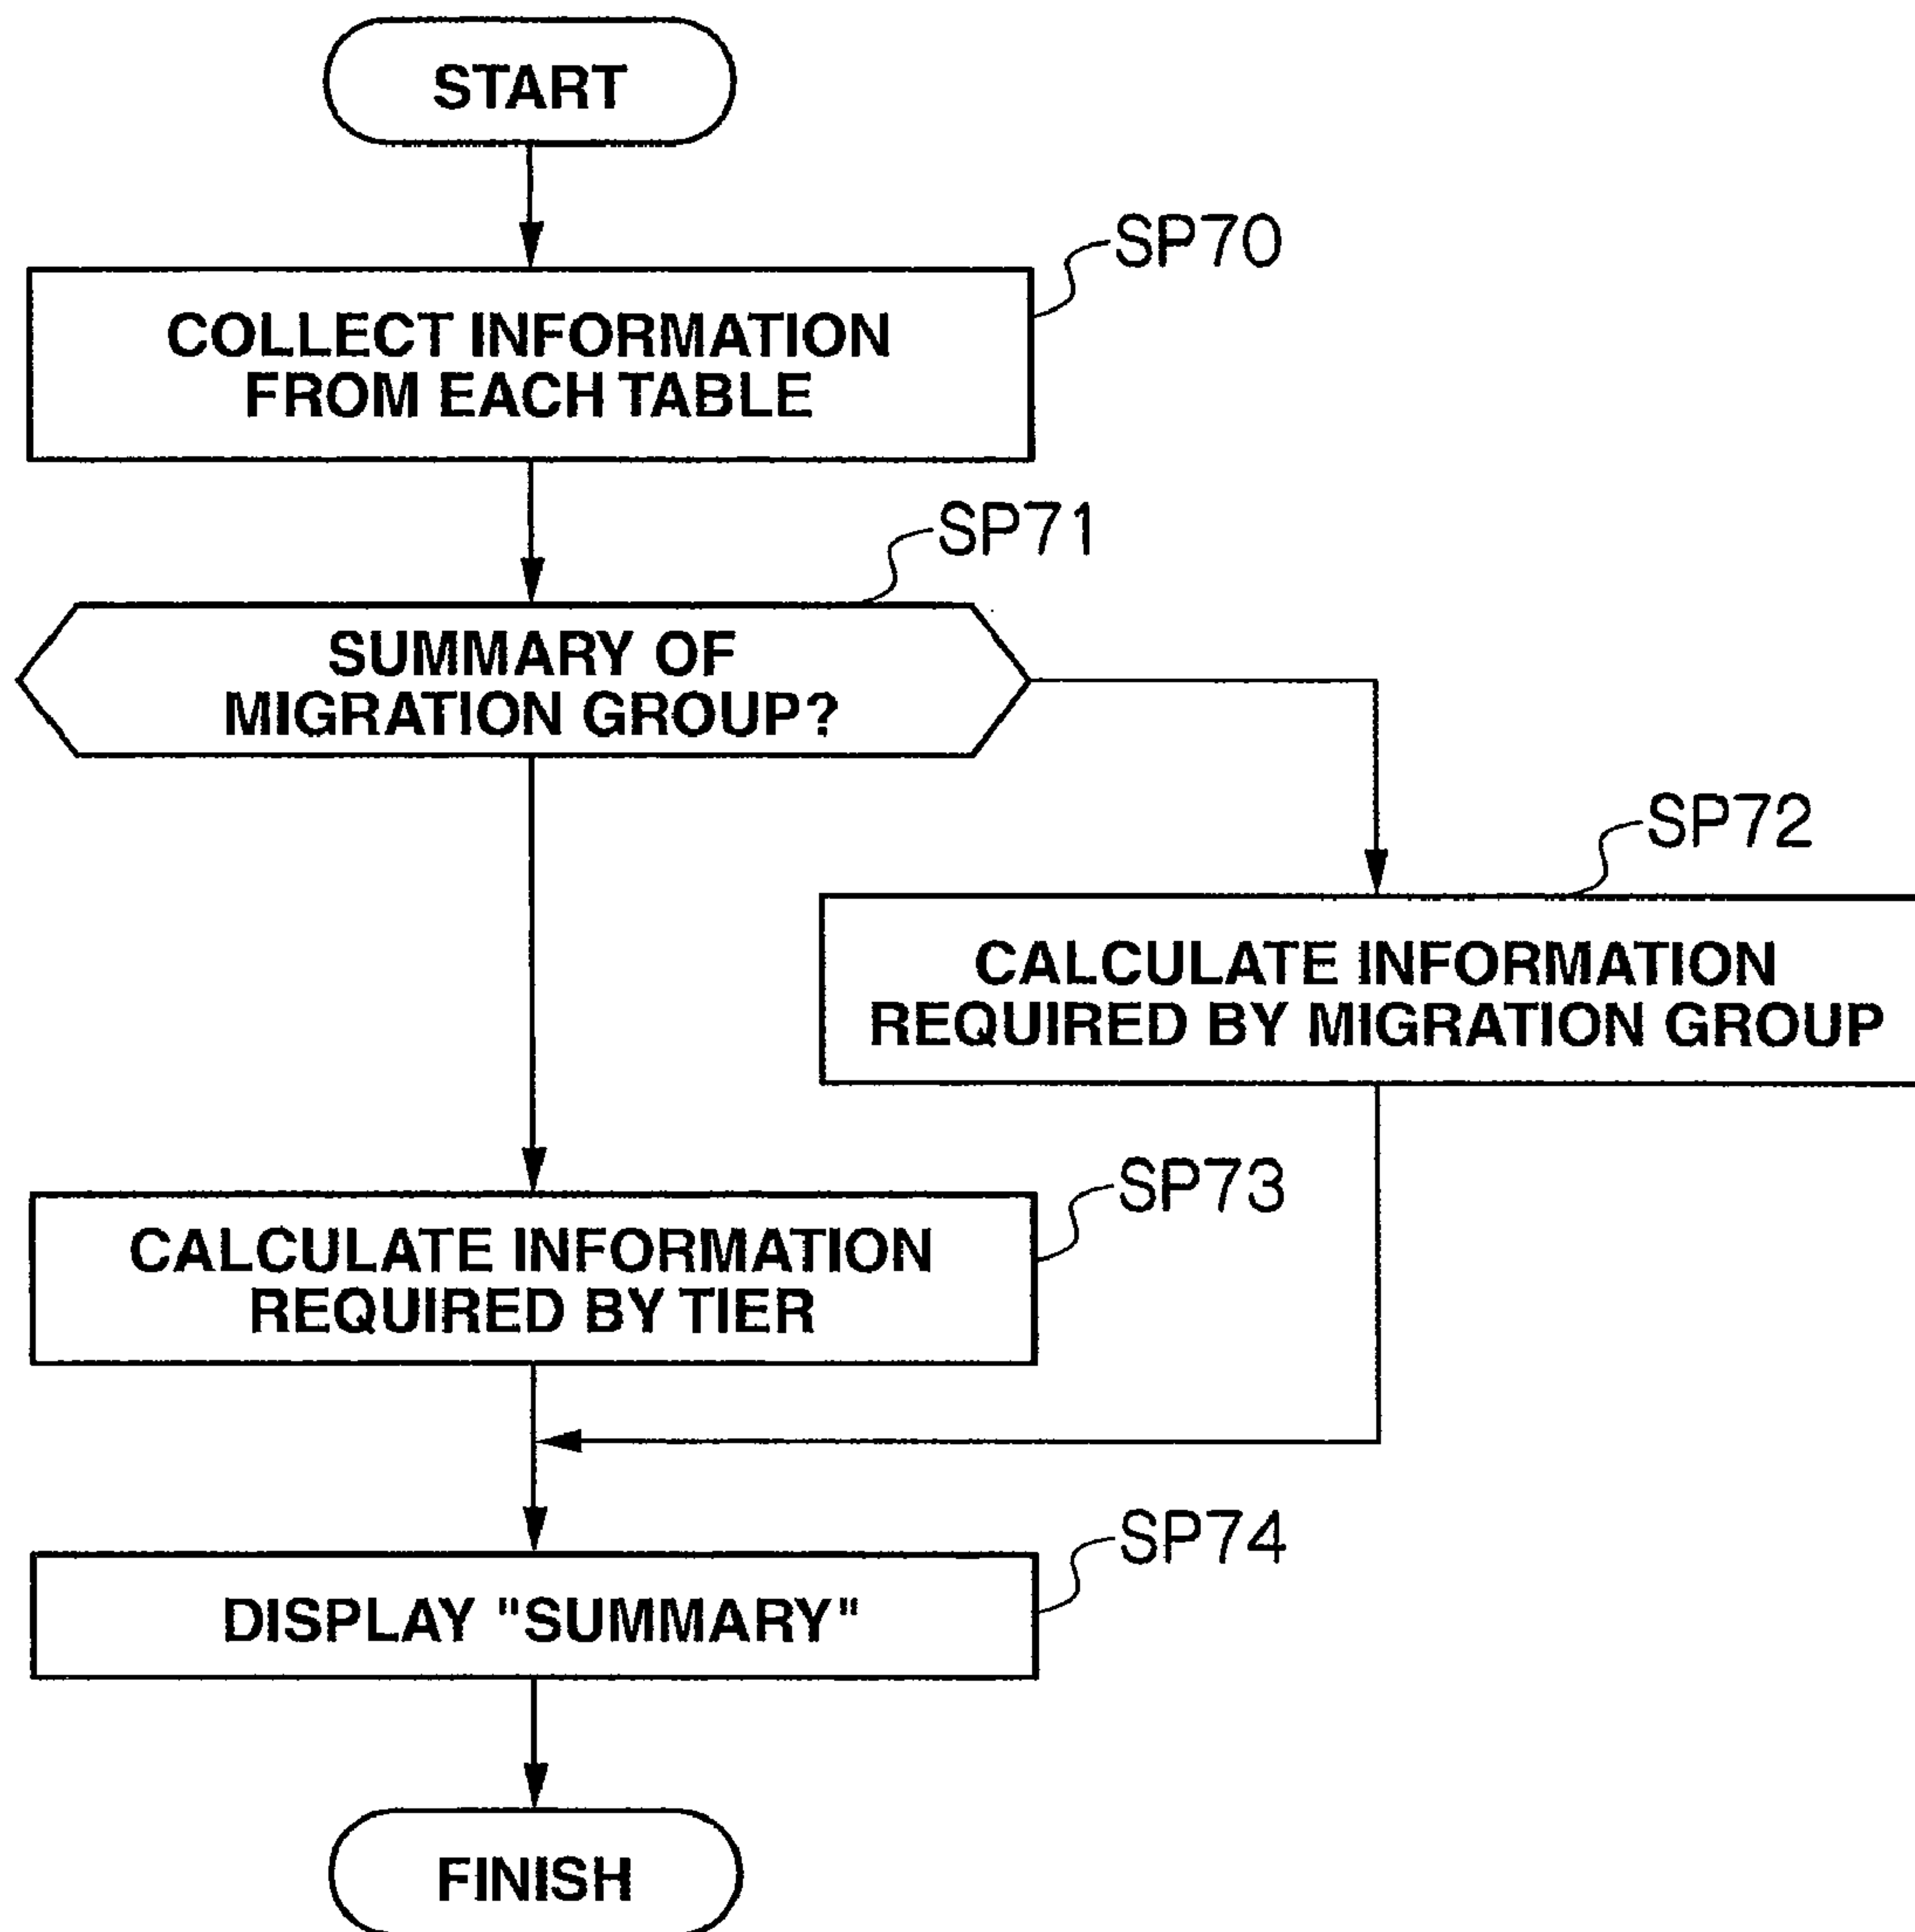 START
SP70
COLLECT INFORMATION
FROM EACH TABLE
SP71
SUMMARY OF
MIGRATION GROUP?
SP72
CALCULATE INFORMATION
REQUIRED BY MIGRATION GROUP
SP73
CALCULATE INFORMATION
REQUIRED BY TIER
SP74
DISPLAY "SUMMARY"
FINISH